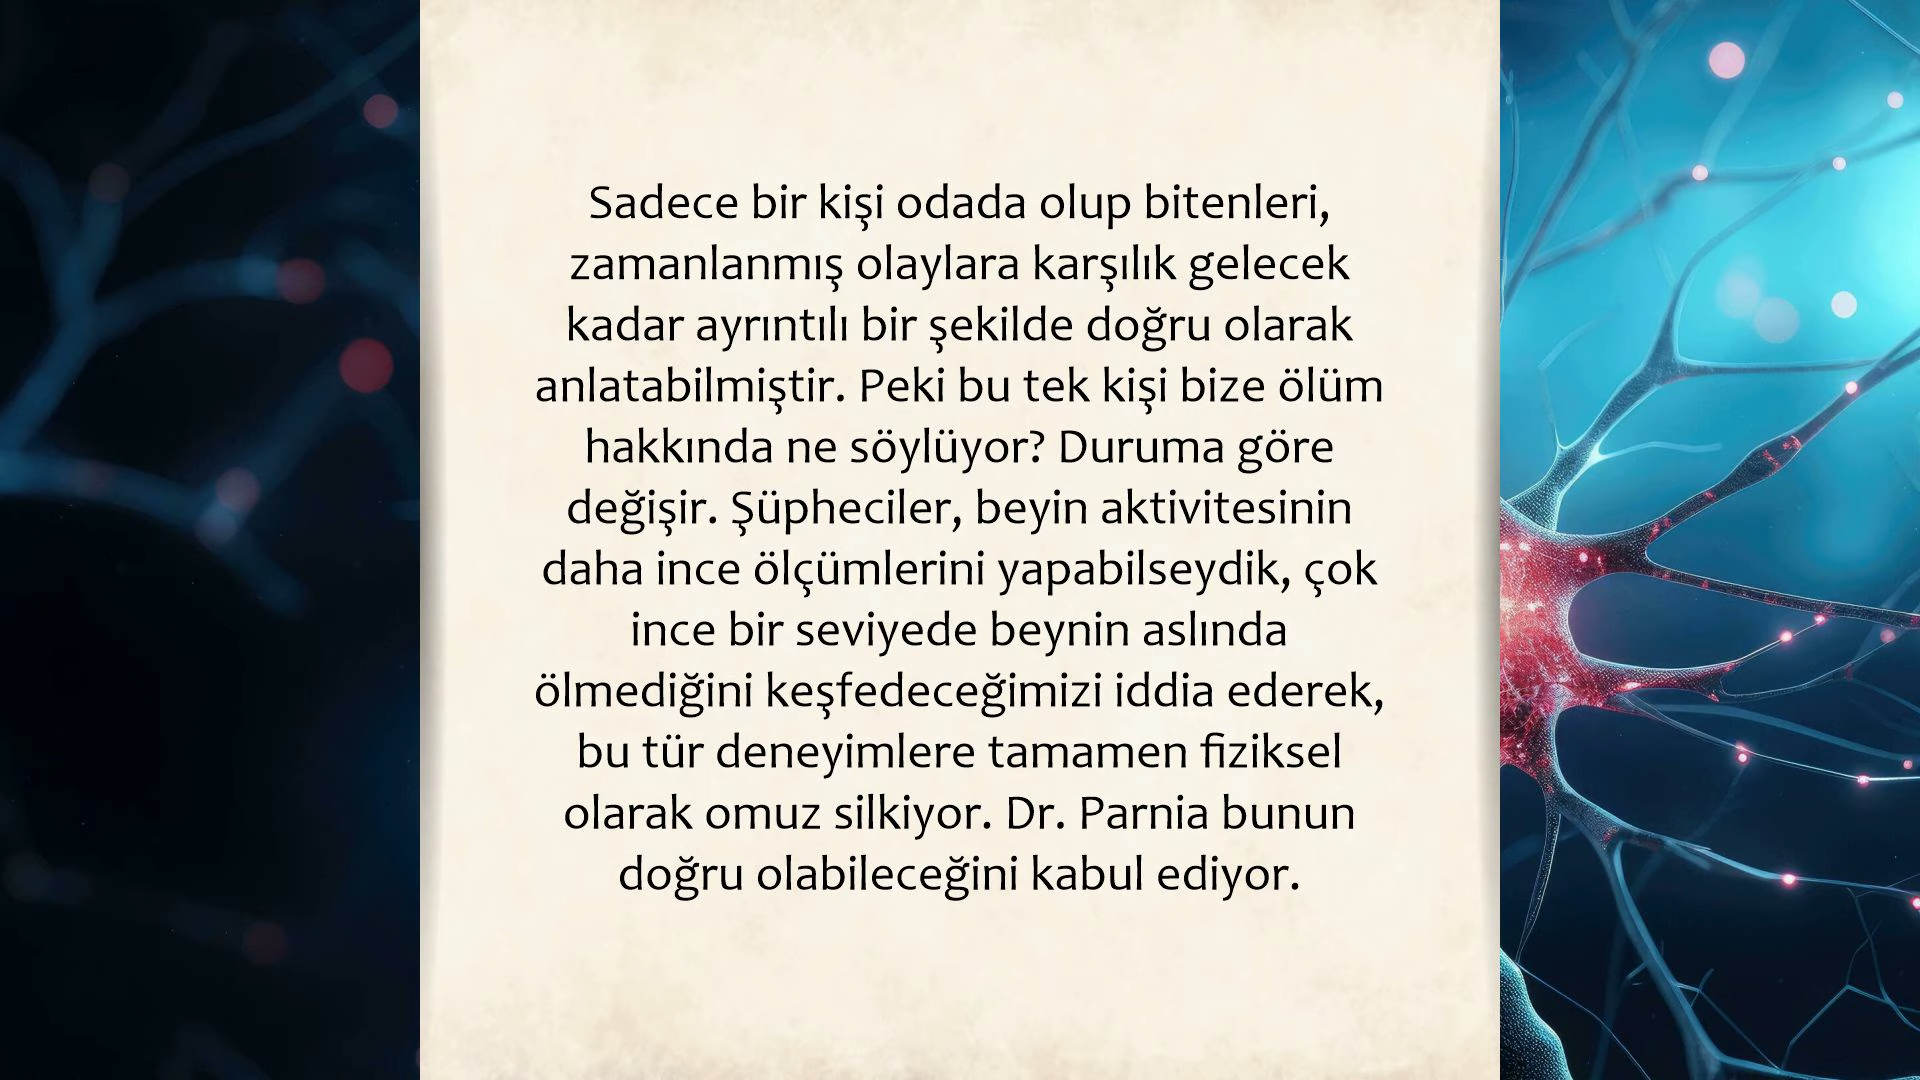 Sadece bir kişi odada olup bitenleri,
zamanlanmış olaylara karşılık gelecek
kadar ayrıntılı bir şekilde doğru olarak
anlatabilmiştir. Peki bu tek kişi bize ölüm
hakkında ne söylüyor? Duruma göre
değişir. Şüpheciler, beyin aktivitesinin
daha ince ölçümlerini yapabilseydik, çok
ince bir seviyede beynin aslında
ölmediğini keşfedeceğimizi iddia ederek,
bu tür deneyimlere tamamen fiziksel
olarak omuz silkiyor. Dr. Parnia bunun
doğru olabileceğini kabul ediyor.